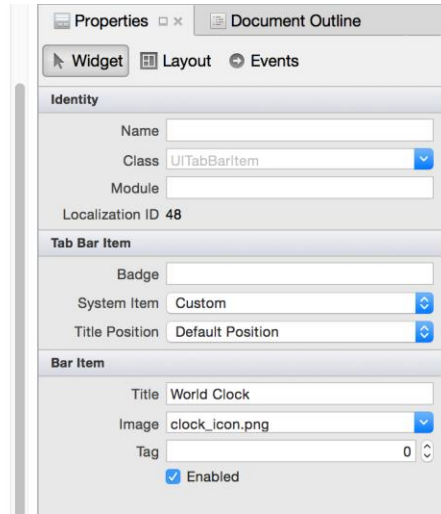 Properties Document Outline
Widget Layout Events
Identity
Name
Class UITabBarItem
Module
Localization ID 48
Tab Bar Item
Badge
System Item Custom
Title Position Default Position
Bar Item
Title World Clock
Image clock_icon.png
Tag 0
Enabled